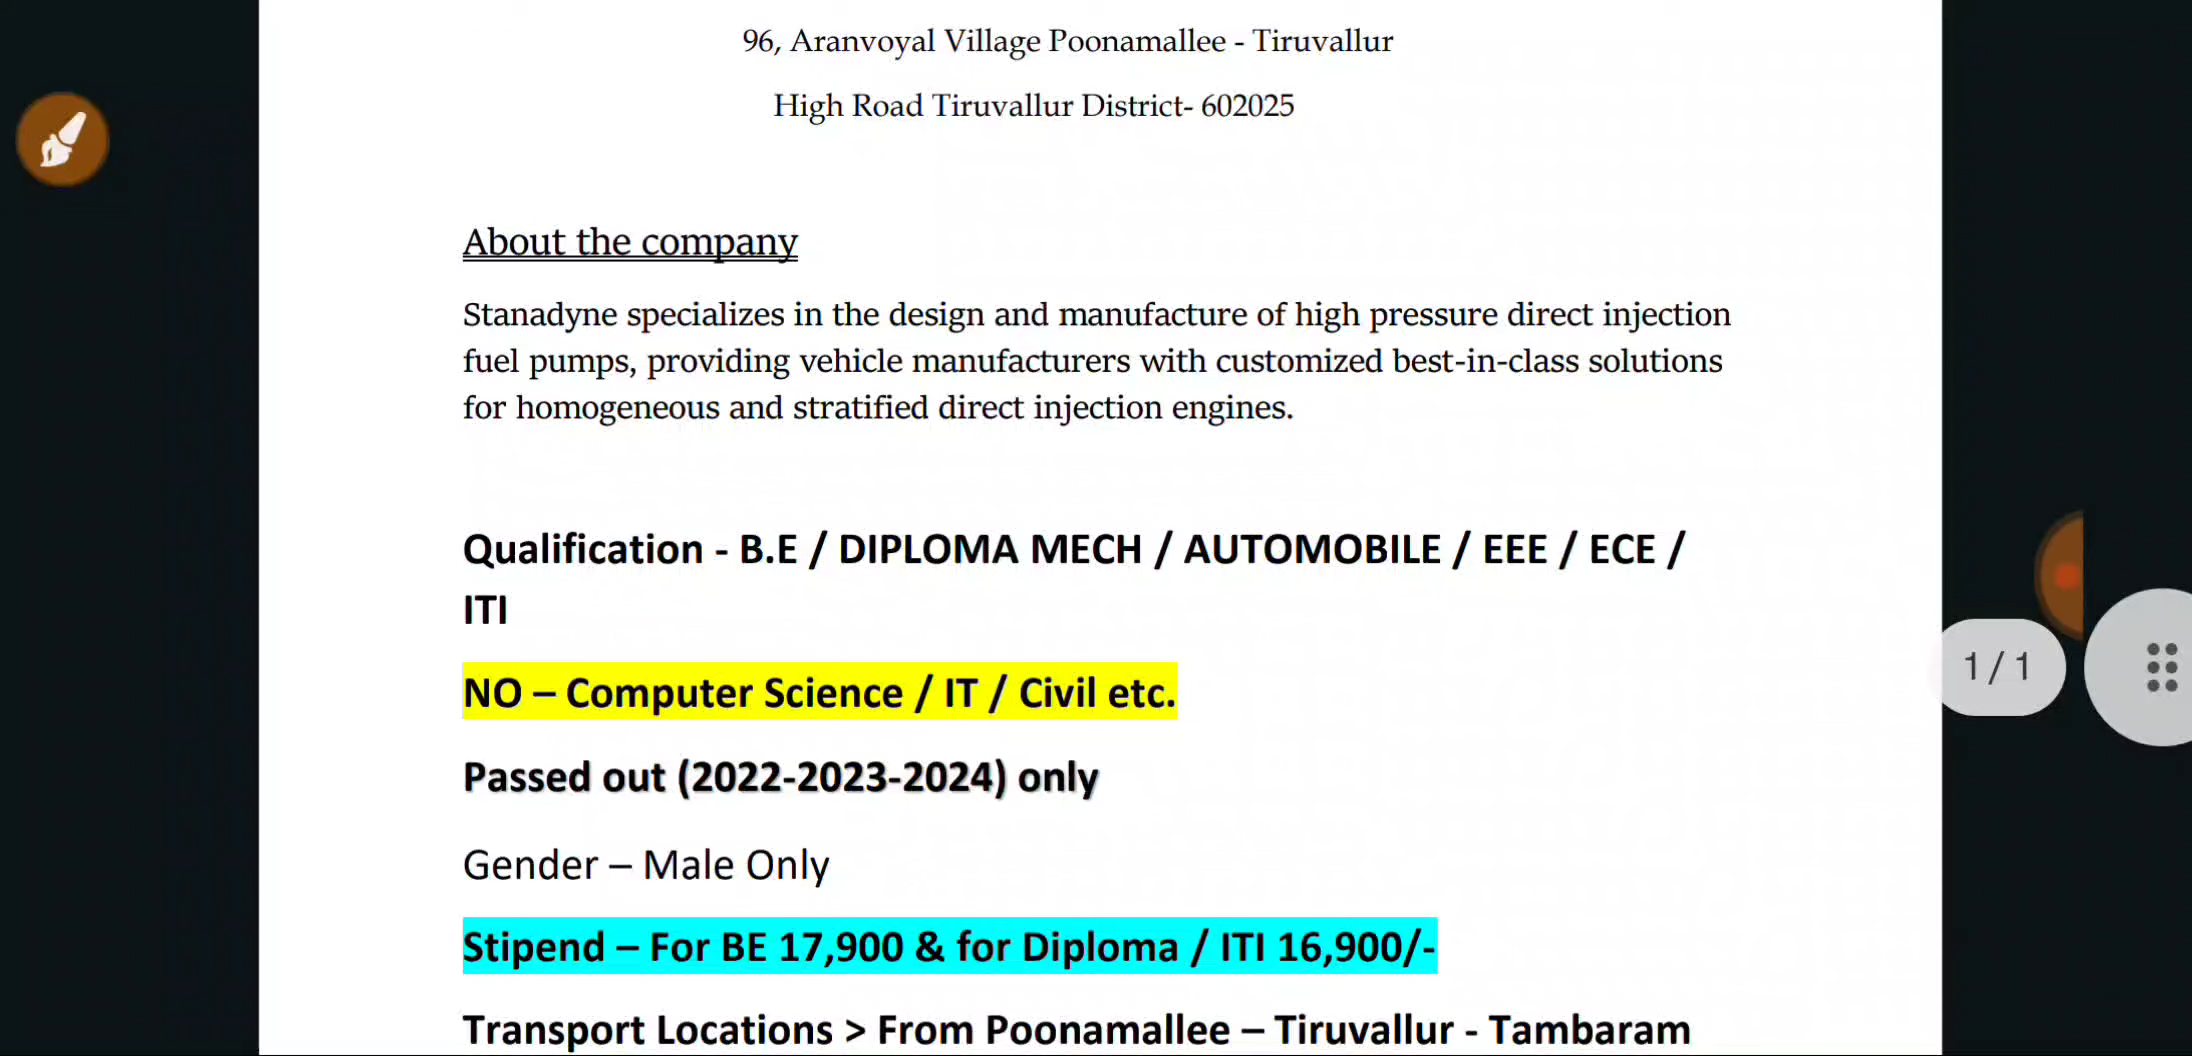 96, Aranvoyal Village Poonamallee - Tiruvallur
High Road Tiruvallur District- 602025
About the company
Stanadyne specializes in the design and manufacture of high pressure direct injection
fuel pumps, providing vehicle manufacturers with customized best-in-class solutions
for homogeneous and stratified direct injection engines.
Qualification - B.E / DIPLOMA MECH / AUTOMOBILE / EEE / ECE /
ITI
NO – Computer Science / IT / Civil etc.
Passed out (2022-2023-2024) only
Gender – Male Only
1 / 1
Stipend – For BE 17,900 & for Diploma / ITI 16,900/-
Transport Locations > From Poonamallee – Tiruvallur - Tambaram